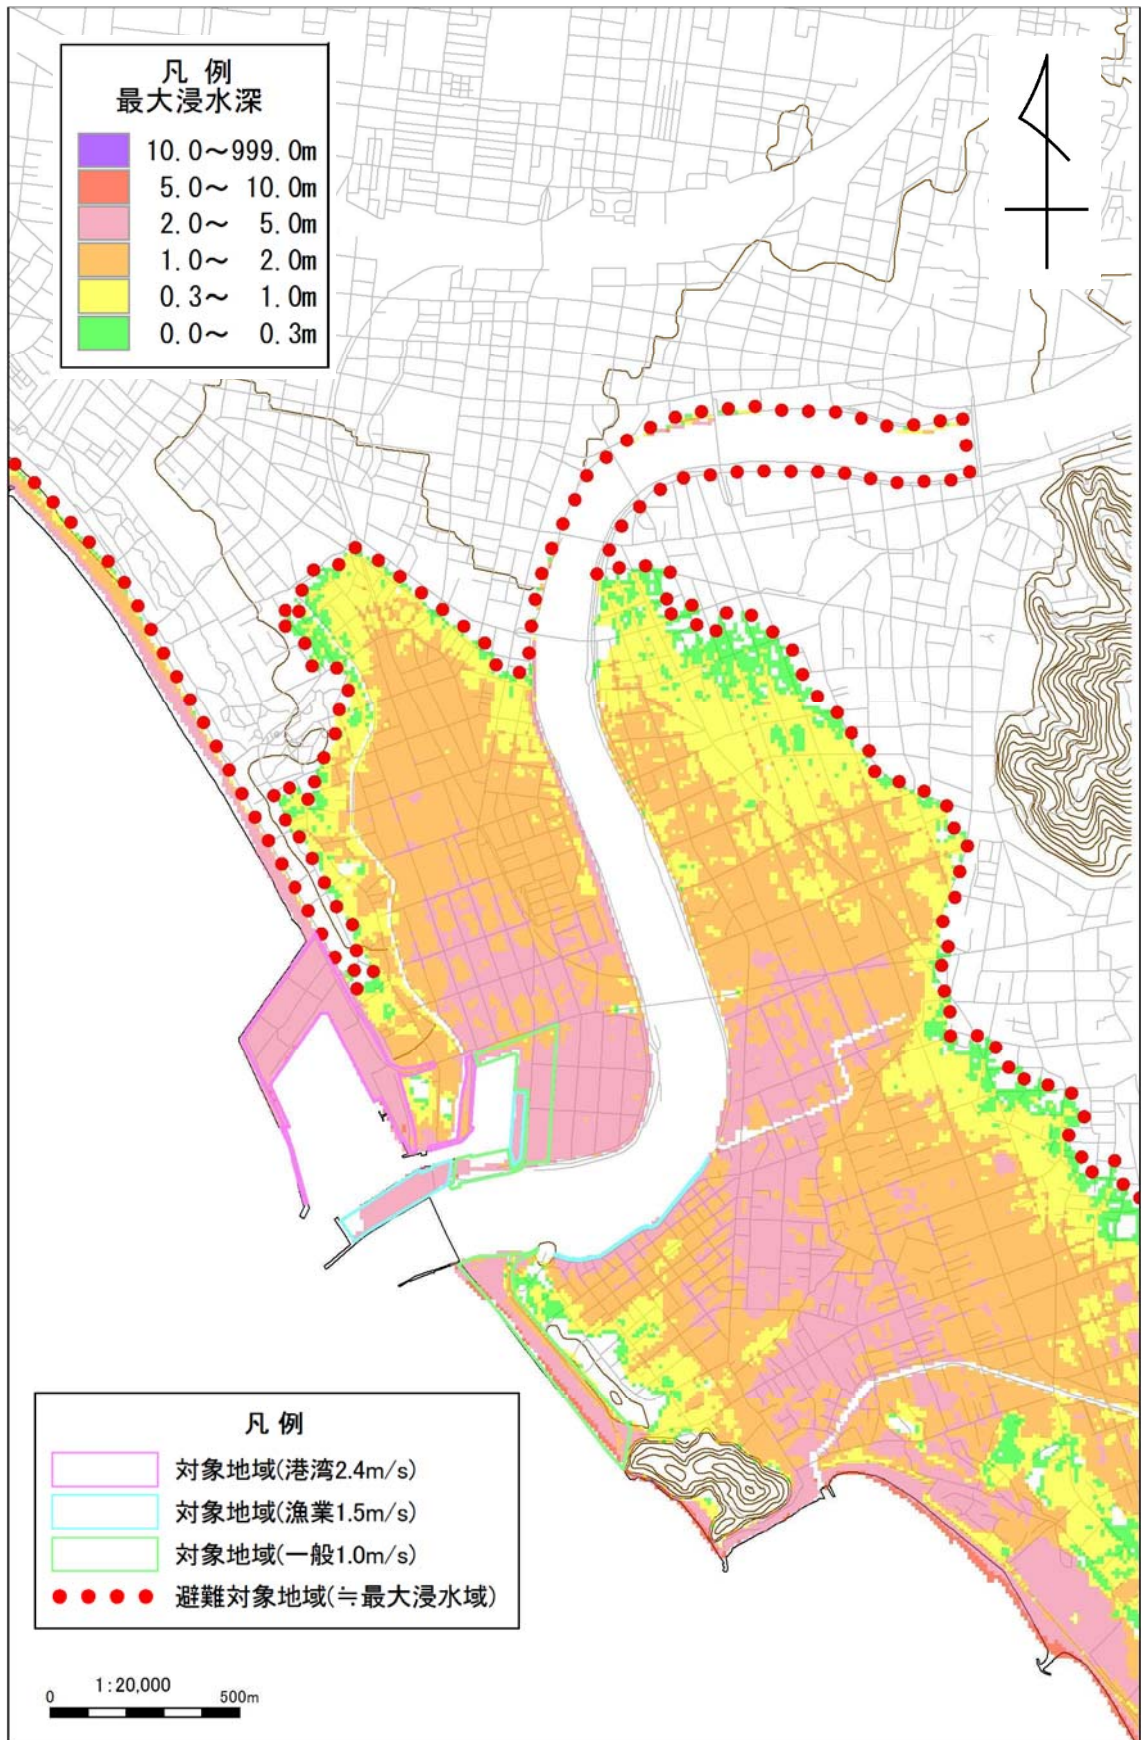 凡 例
最大浸水深
10.0～999.0m
5.0～ 10.0m
2.0～ 5.0m
1.0～ 2.0m
0.3～ 1.0m
0.0～ 0.3m
凡 例
対象地域(港湾2.4m/s)
対象地域(漁業1.5m/s)
対象地域(一般1.0m/s)
避難対象地域(≒最大浸水域)
1:20,000
0 500m